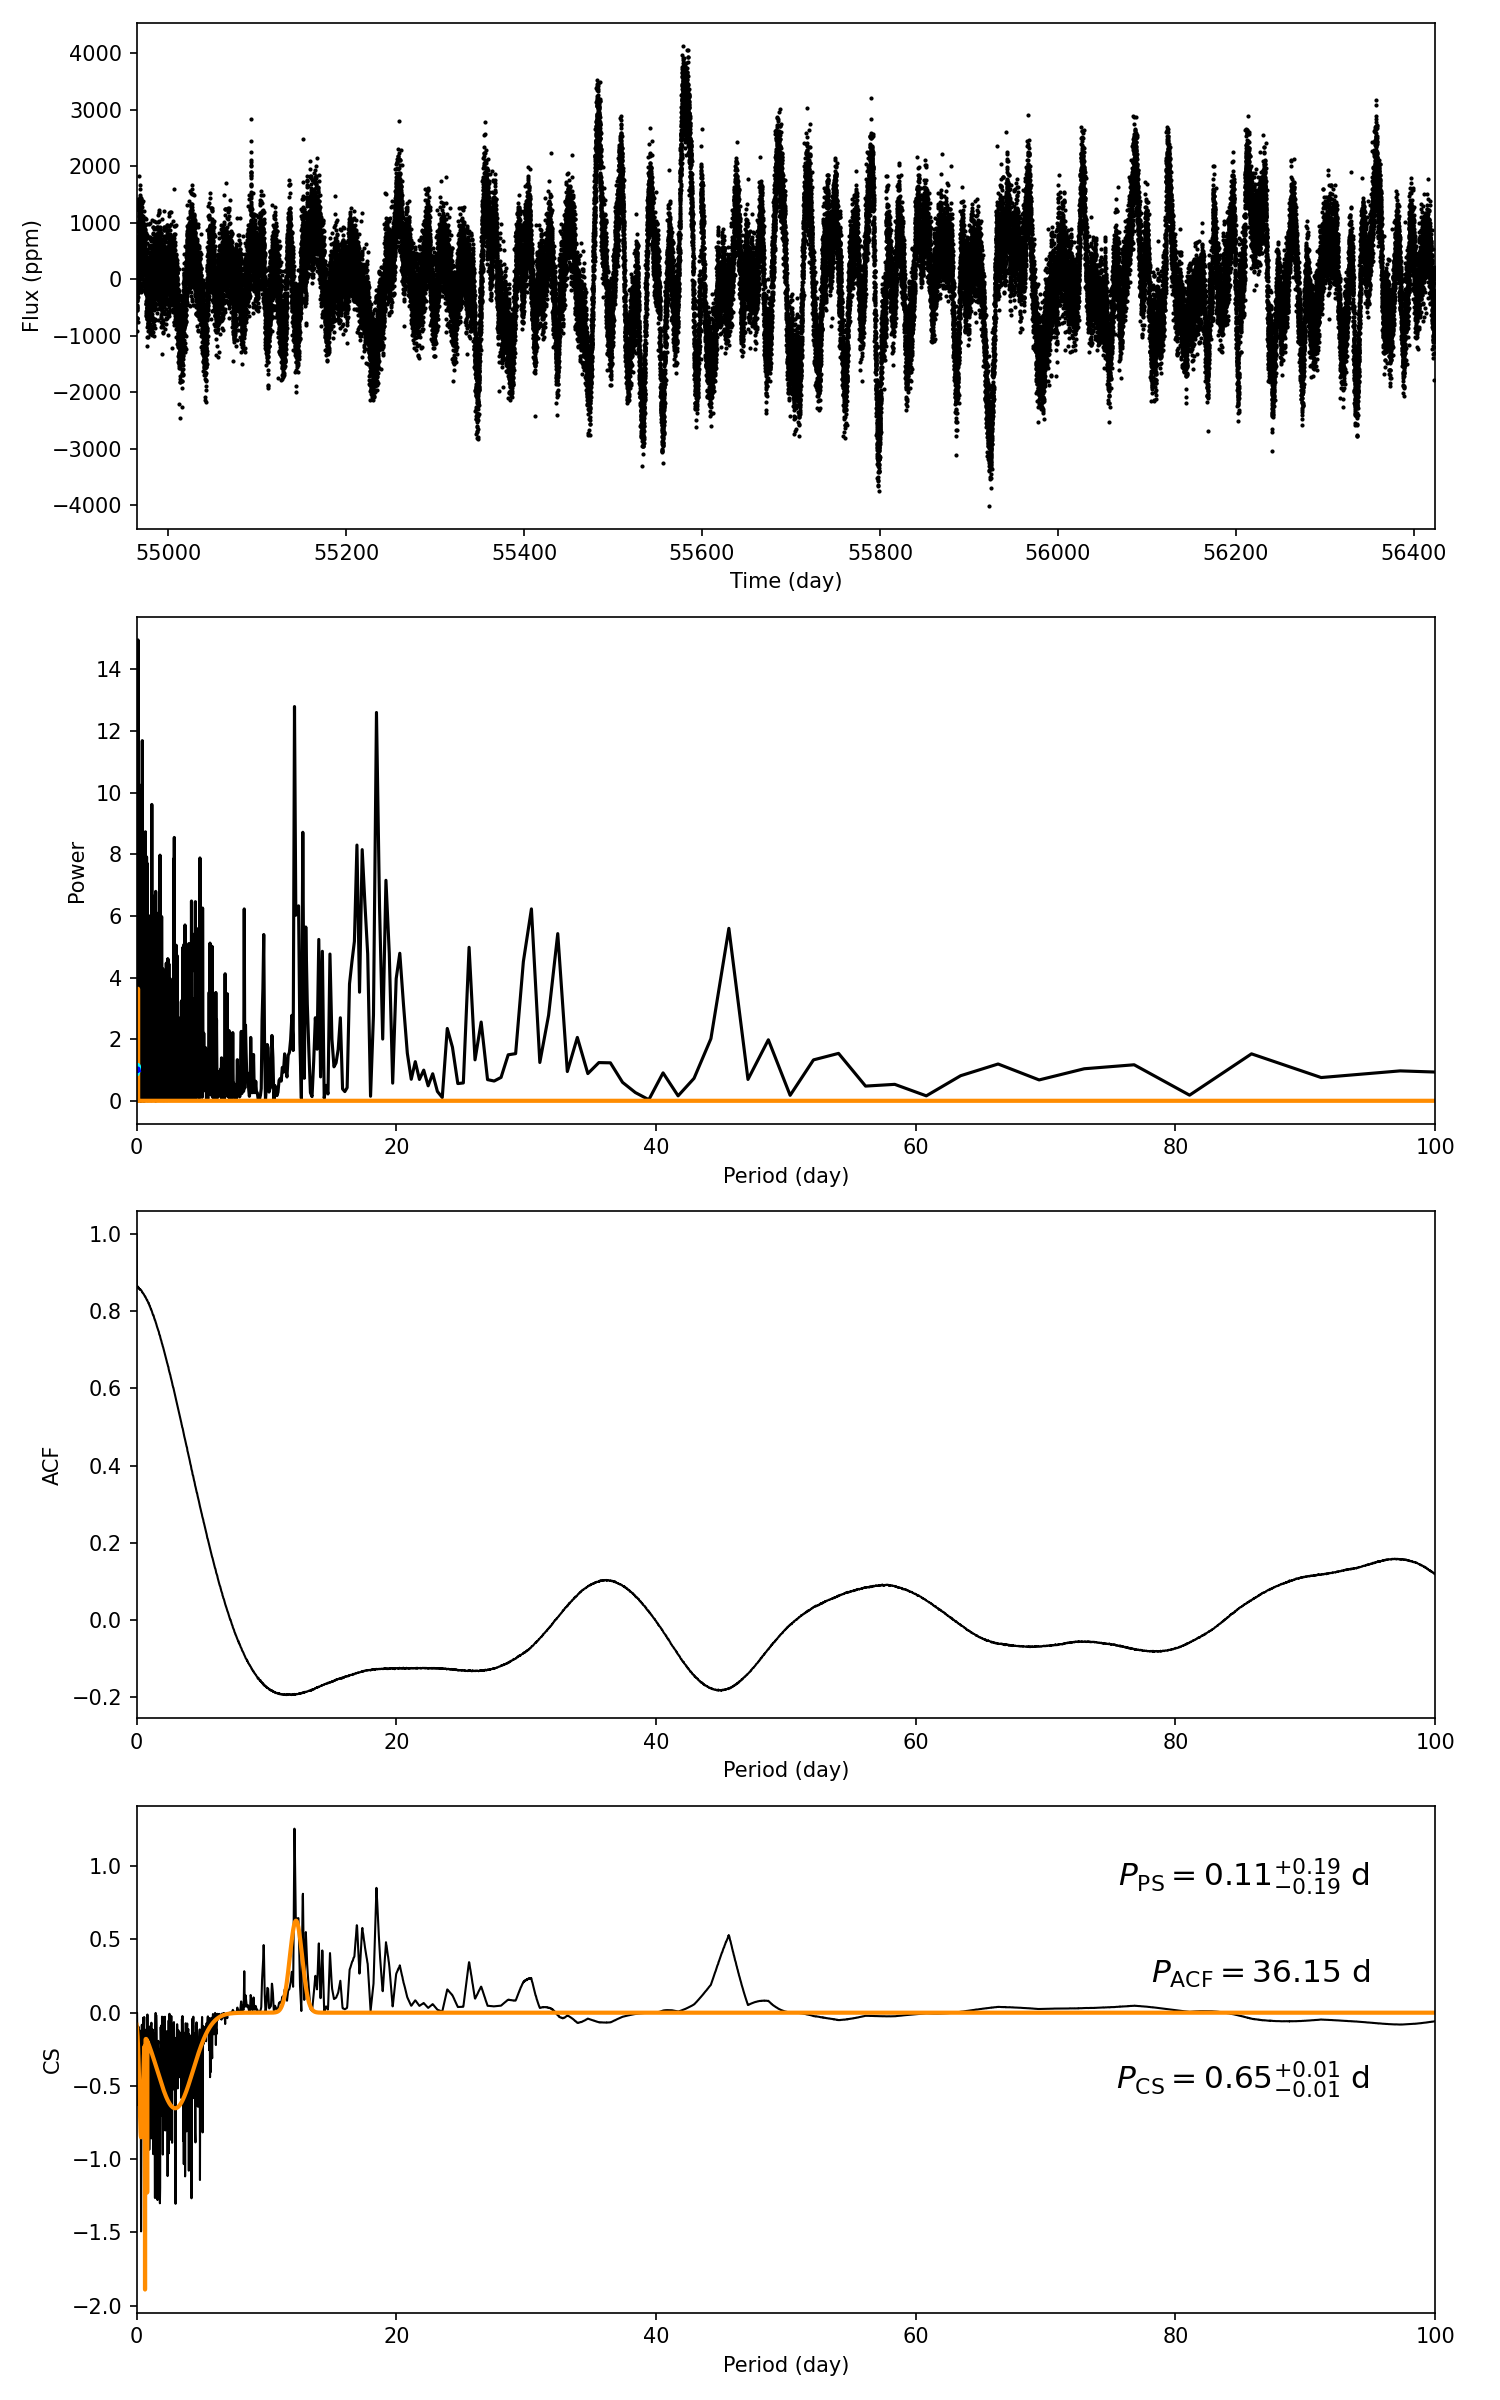 4000
3000
2000
1000
0
−1000
−2000
−3000
−4000
Flux (ppm)
55000 55200 55400 55600 55800 56000 56200 56400
Time (day)
14
12
10
8
6
4
2
0
Power
0 20 40 60 80 100
Period (day)
1.0
0.8
0.6
0.4
0.2
0.0
−0.2
ACF
0 20 40 60 80 100
Period (day)
1.0
0.5
0.0
−0.5
−1.0
−1.5
−2.0
CS
P_PS = 0.11 +0.19 −0.19 d
P_ACF = 36.15 d
P_CS = 0.65 +0.01 −0.01 d
0 20 40 60 80 100
Period (day)